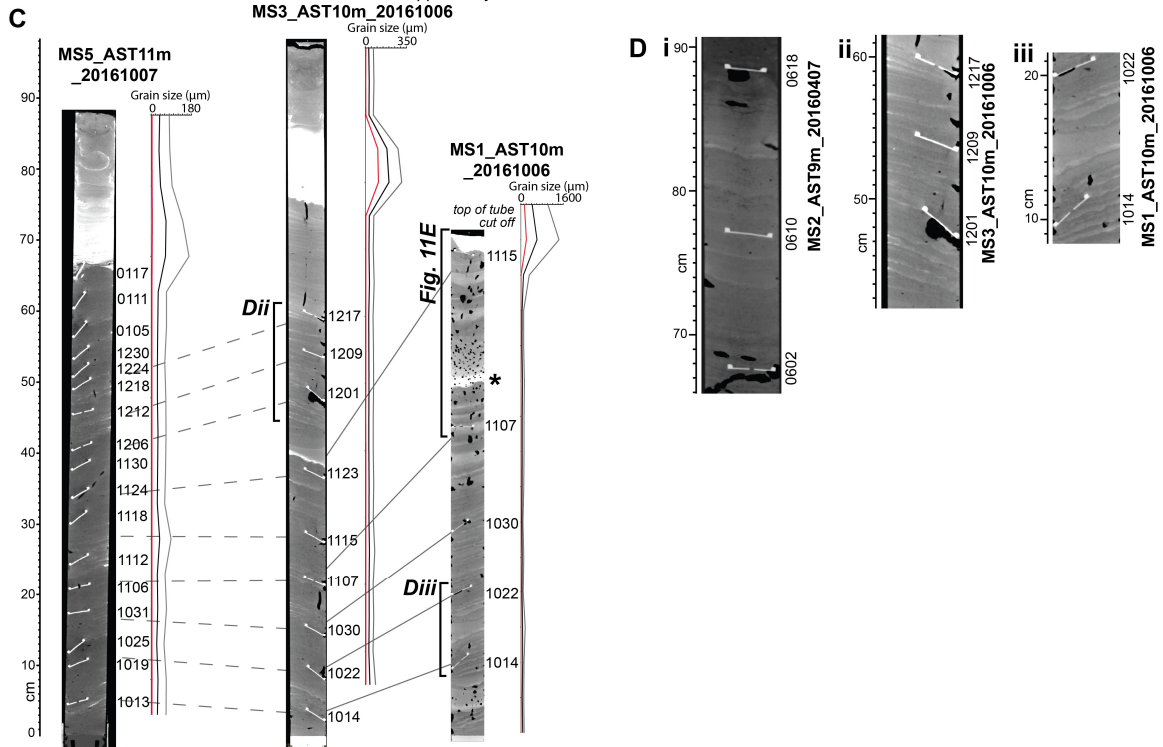 C
MS3_AST10m_20161006
Grain size (µm)
0 350
MS5_AST11m
_20161007
Grain size (µm)
0 180
90
80
70
60
50
40
30
20
10
cm
0
0117
0111
0105
1230
1224
1218
1212
1206
1130
1124
1118
1112
1106
1031
1025
1019
1013
Dii
1217
1209
1201
1123
1115
1107
1030
1022
1014
MS1_AST10m
_20161006
Grain size (µm)
0 1600
top of tube
cut off
Fig. 11E
1115
*
1107
1030
Diii
1022
1014
D
i
90
80
cm
70
0618
0610
0602
MS2_AST9m_20160407
ii
60
50
cm
1217
1209
1201
MS3_AST10m_20161006
iii
20
10
cm
1022
1014
MS1_AST10m_20161006